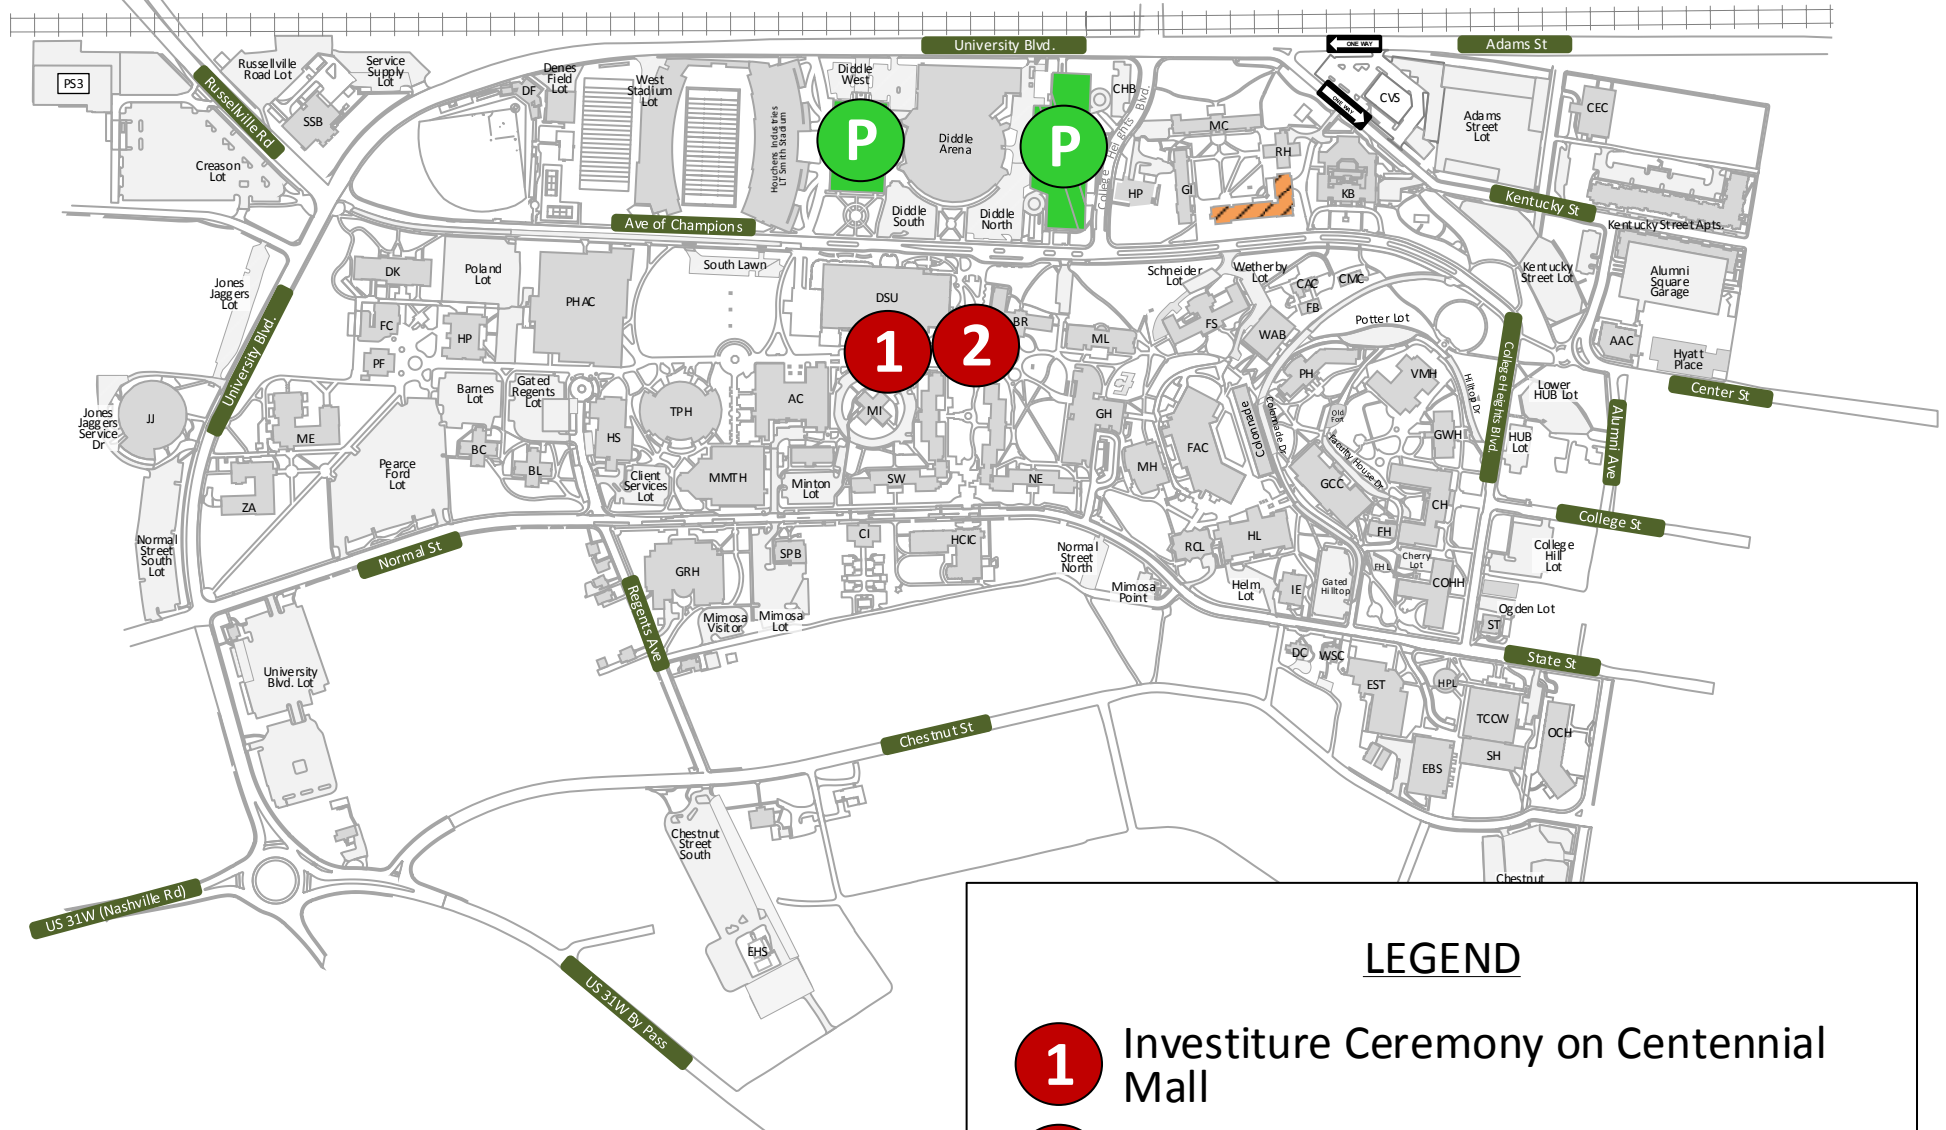 University Blvd.
ONE WAY
Adams St
PS3
Russellville
Road Lot
Service
Supply
Lot
Russellville Rd
SSB
Creason
Lot
DF
Denes
Field
Lot
West
Stadium
Lot
Houchens Industries
LT Smith Stadium
Diddle
West
P
Diddle
Arena
P
CHB
College Heights Blvd.
MC
RH
ONE WAY
CVS
Adams
Street
Lot
CEC
HP
GI
KB
Kentucky St
Kentucky Street Apts.
Ave of Champions
Diddle
South
Diddle
North
Jones
Jaggers
Lot
DK
Poland
Lot
PHAC
South Lawn
DSU
Schneider
Lot
Wetherby
Lot
CAC
CMC
FB
Kentucky
Street Lot
Alumni
Square
Garage
University Blvd.
FC
HP
PF
1
2
BR
ML
FS
WAB
Potter Lot
AAC
Hyatt
Place
College Heights Blvd.
Center St
Jones
Jaggers
Service
Dr
JJ
ME
Barnes
Lot
Gated
Regents
Lot
BC
BL
HS
TPH
AC
MI
GH
PH
VMH
Hilltop Dr
Lower
HUB Lot
Alumni Ave
Old
Fort
Colonnade
Colonnade Dr
Faculty House Dr
GWH
HUB
Lot
FAC
MH
GCC
CH
Pearce
Ford
Lot
ZA
Client
Services
Lot
MMTH
Minton
Lot
SW
NE
College St
Normal
Street
South
Lot
Normal St
Regents Ave
GRH
SPB
CI
HCIC
Normal
Street
North
Mimosa
Point
RCL
HL
FH
FHL
Cherry
Lot
COHH
College
Hill
Lot
Helm
Lot
IE
Gated
Hilltop
Ogden Lot
ST
Mimosa
Visitor
Mimosa
Lot
University
Blvd. Lot
DC
WSC
State St
EST
HPL
TCCW
OCH
SH
EBS
Chestnut St
Chestnut
Street
South
EHS
Chestnut
US 31W (Nashville Rd)
US 31W By Pass
LEGEND
1
Investiture Ceremony on Centennial
Mall